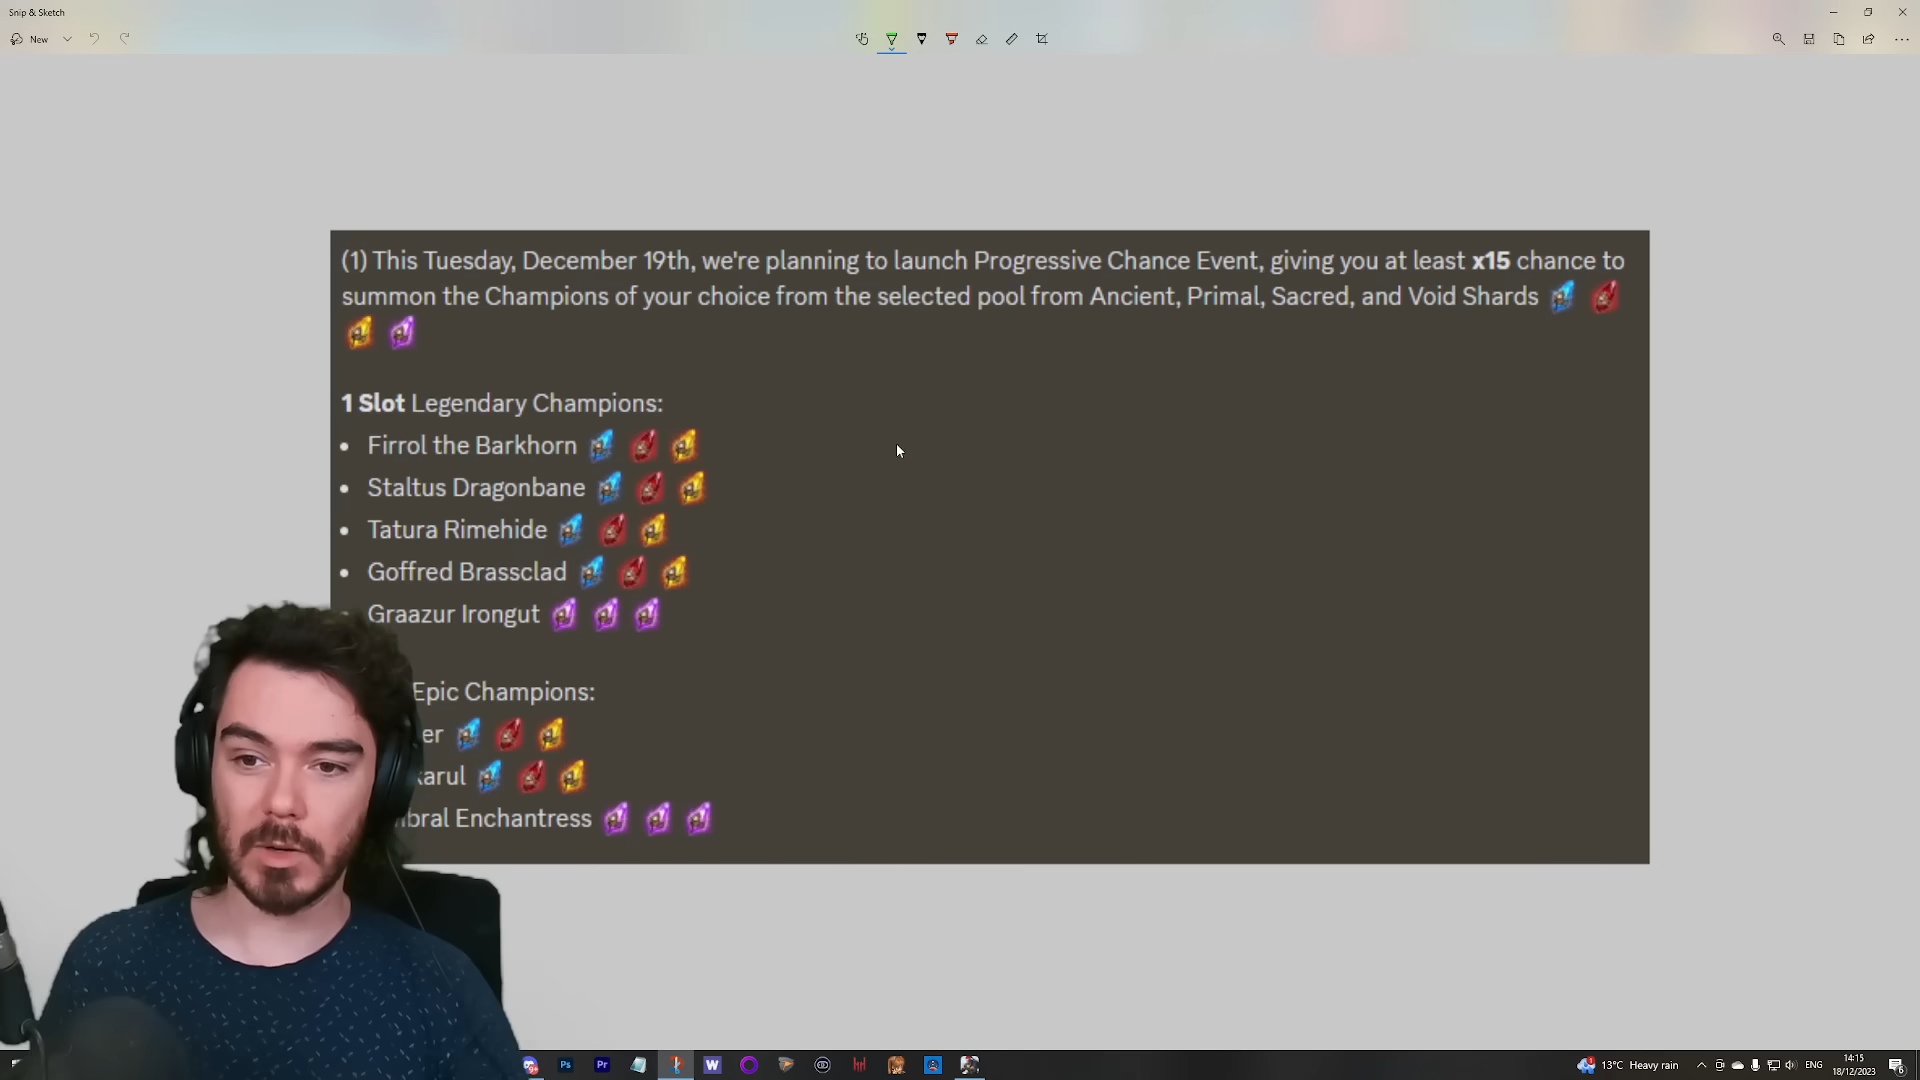 Snip & Sketch
New
(1) This Tuesday, December 19th, we're planning to launch Progressive Chance Event, giving you at least x15 chance to
summon the Champions of your choice from the selected pool from Ancient, Primal, Sacred, and Void Shards
1 Slot Legendary Champions:
• Firrol the Barkhorn
• Staltus Dragonbane
• Tatura Rimehide
• Goffred Brassclad
Graazur Irongut
Epic Champions:
Enchantress
13°C Heavy rain
ENG
14:15
18/12/2023